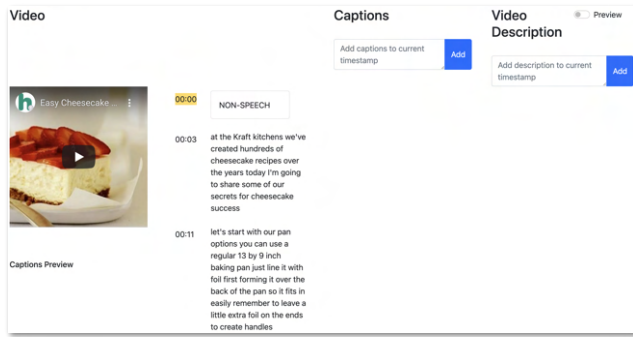 Video
Captions
Video
Description
Preview
Add captions to current
timestamp
Add
Add description to current
timestamp
Add
Easy Cheesecake ...
00:00
NON-SPEECH
00:03
at the Kraft kitchens we've
created hundreds of
cheesecake recipes over
the years today I'm going
to share some of our
secrets for cheesecake
success
00:11
let's start with our pan
options you can use a
regular 13 by 9 inch
baking pan just line it with
foil first forming it over the
back of the pan so it fits in
easily remember to leave a
little extra foil on the ends
to create handles
Captions Preview